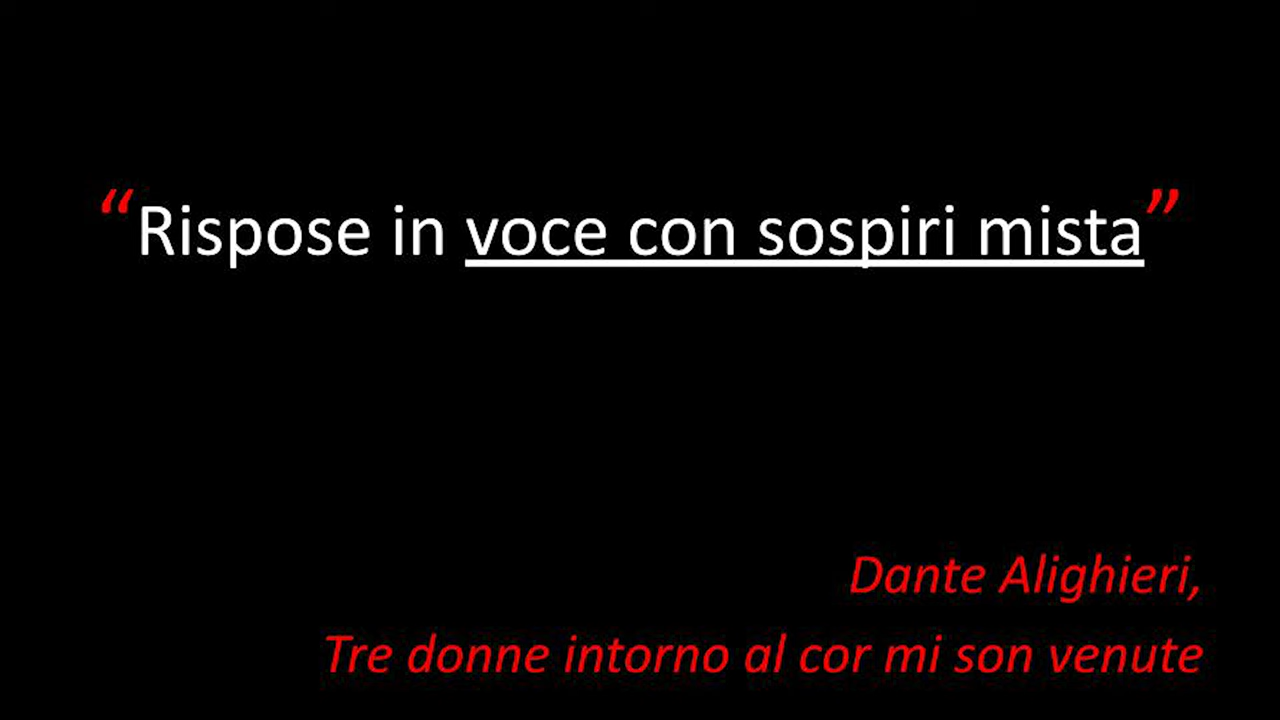 “Rispose in voce con sospiri mista”
Dante Alighieri,
Tre donne intorno al cor mi son venute